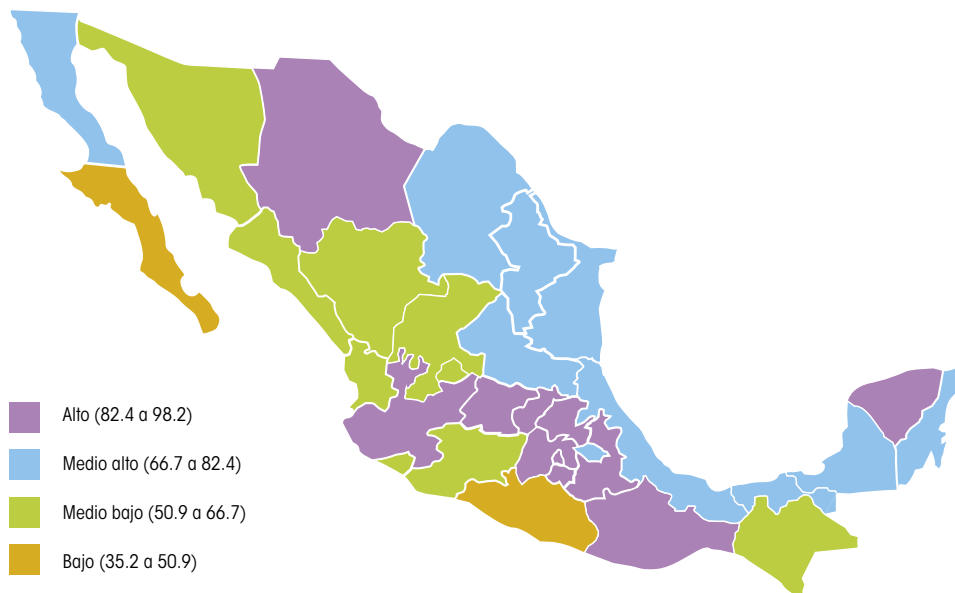 Alto (82.4 a 98.2)
Medio alto (66.7 a 82.4)
Medio bajo (50.9 a 66.7)
Bajo (35.2 a 50.9)